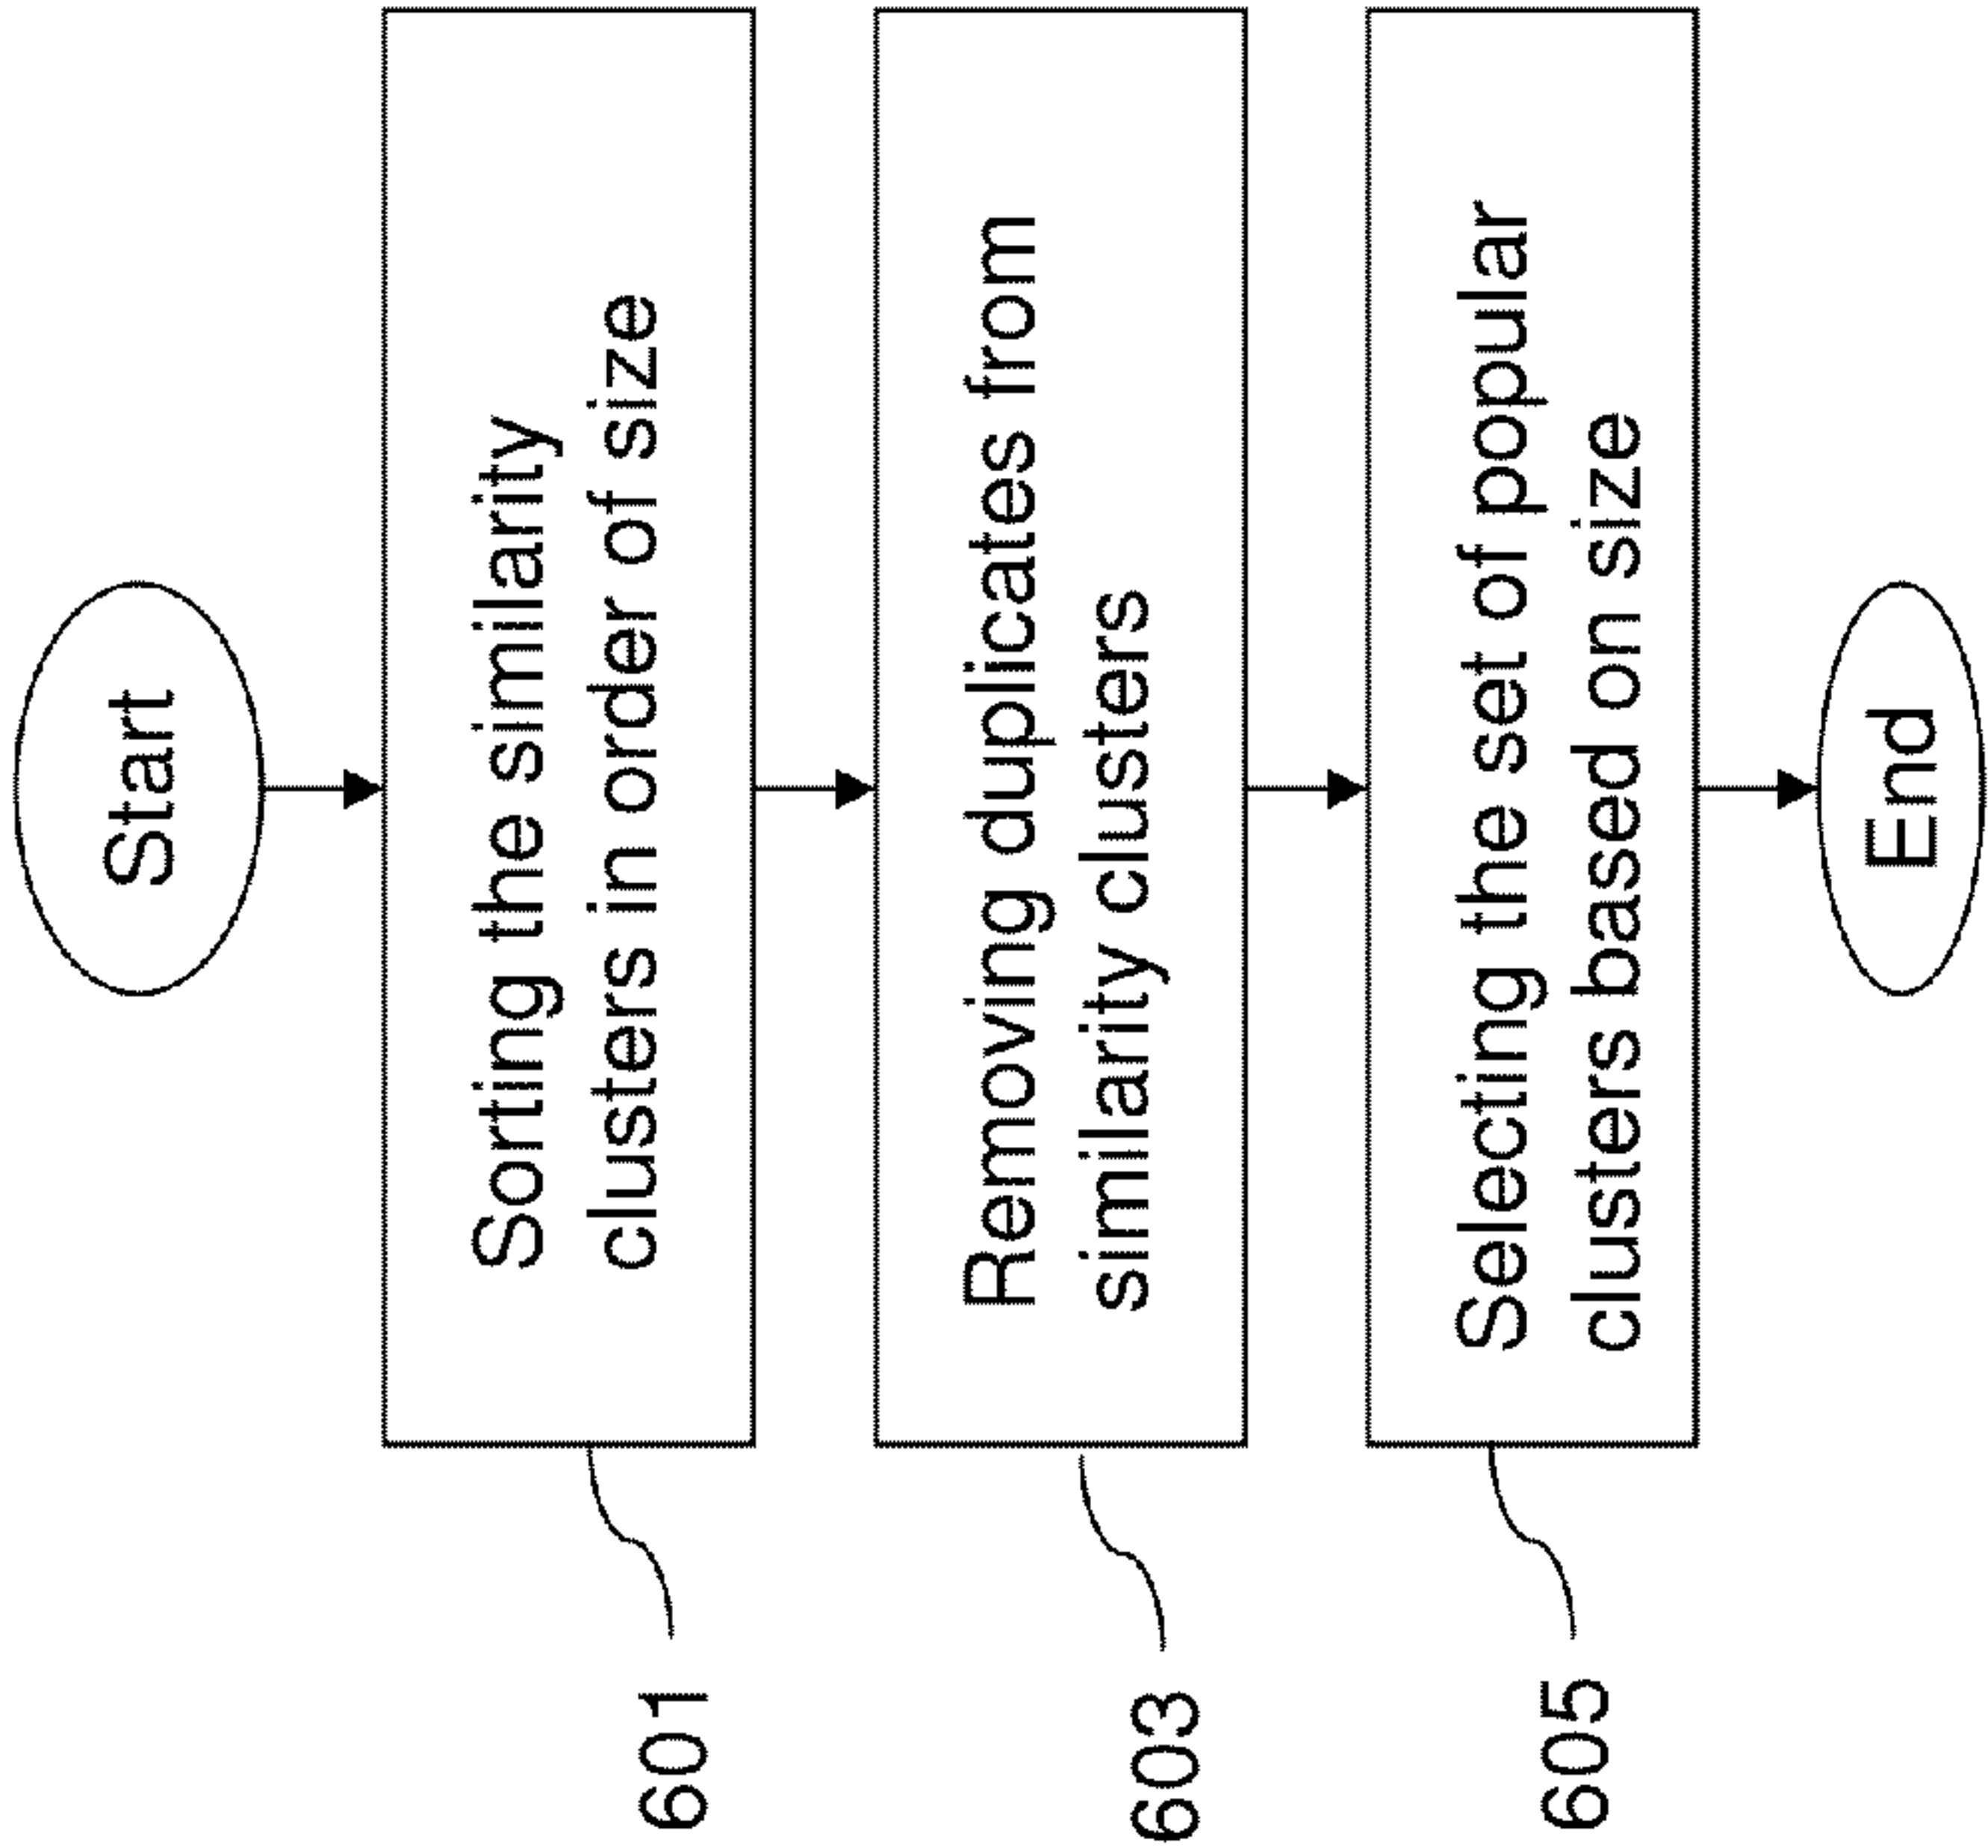 Start
Sorting the similarity
clusters in order of size
601
Removing duplicates from
similarity clusters
603
Selecting the set of popular
clusters based on size
605
End